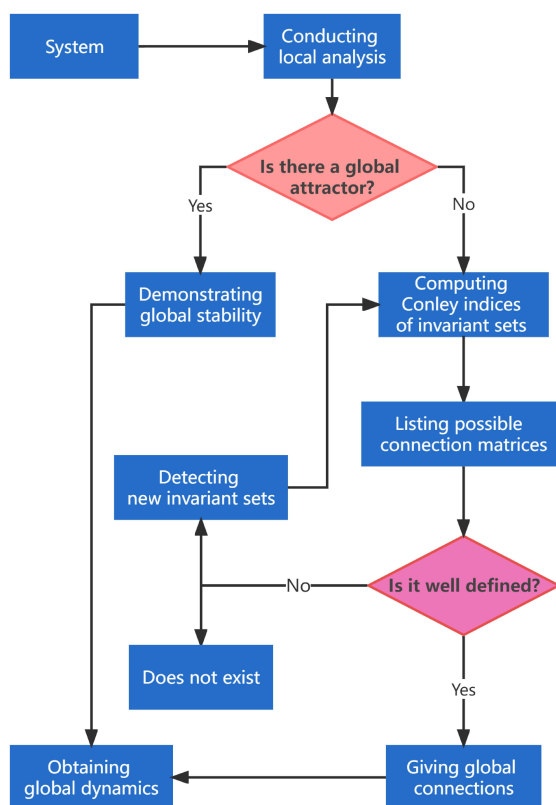 System
Conducting
local analysis
Is there a global
attractor?
Yes
No
Demonstrating
global stability
Computing
Conley indices
of invariant sets
Listing possible
connection matrices
Detecting
new invariant sets
Is it well defined?
No
Does not exist
Yes
Obtaining
global dynamics
Giving global
connections